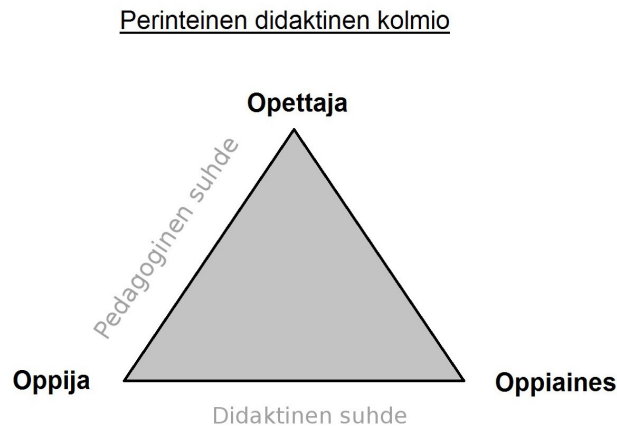 Perinteinen didaktinen kolmio
Opettaja
Pedagoginen suhde
Oppija
Oppiaines
Didaktinen suhde